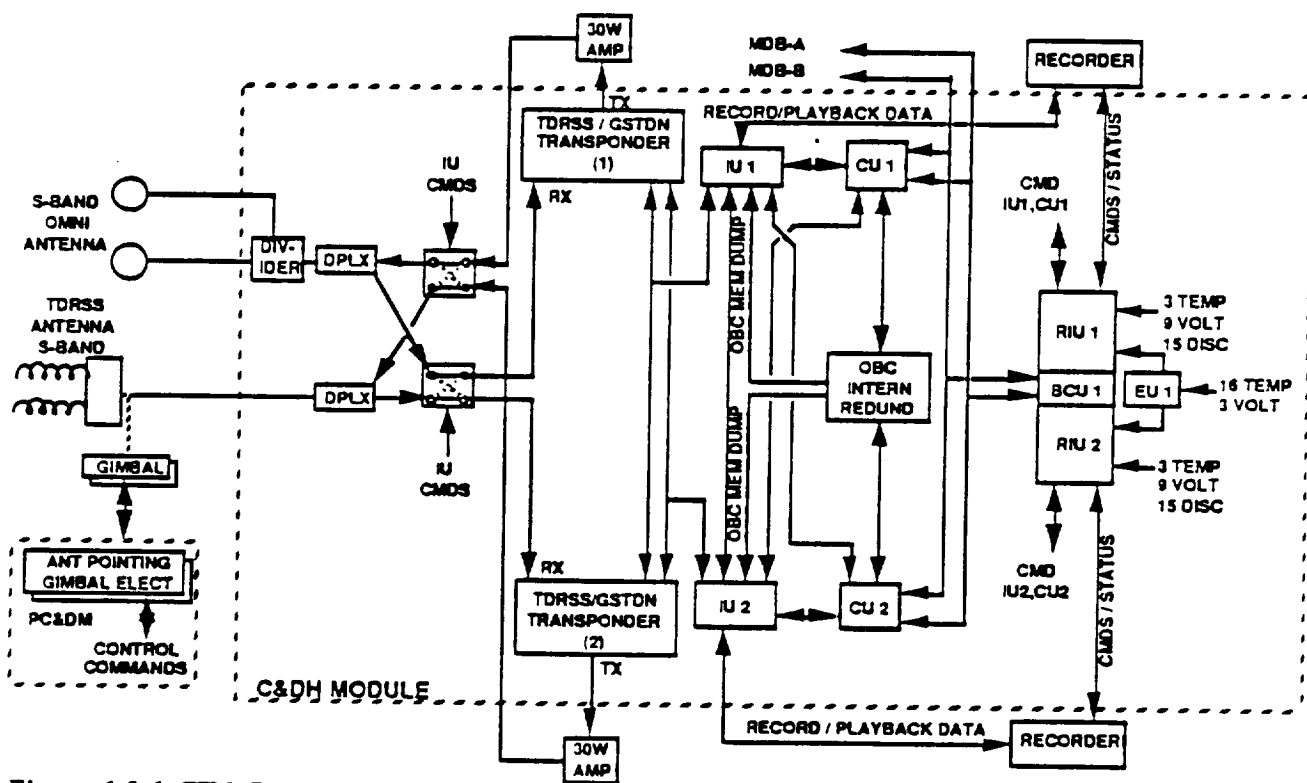 30W
AMP
MDB-A
MDB-B
RECORDER
TX
TDRSS / GSTDN
TRANSPONDER
(1)
RECORD/PLAYBACK DATA
IU 1
CU 1
IU
CMDS
RX
CMD
IU1,CU1
CMDS / STATUS
S-BAND
OMNI
ANTENNA
DIV-
IDER
DPLX
TDRSS
ANTENNA
S-BAND
OBC MEM DUMP
RIU 1
3 TEMP
9 VOLT
15 DISC
OBC
INTERN
REDUND
BCU 1
EU 1
16 TEMP
3 VOLT
DPLX
OBC MEM DUMP
RIU 2
3 TEMP
9 VOLT
15 DISC
GIMBAL
IU
CMDS
ANT POINTING
GIMBAL ELECT
PC&DM
CONTROL
COMMANDS
RX
TDRSS/GSTDN
TRANSPONDER
(2)
TX
IU 2
CU 2
CMD
IU2,CU2
CMDS / STATUS
C&DH MODULE
RECORD / PLAYBACK DATA
RECORDER
30W
AMP